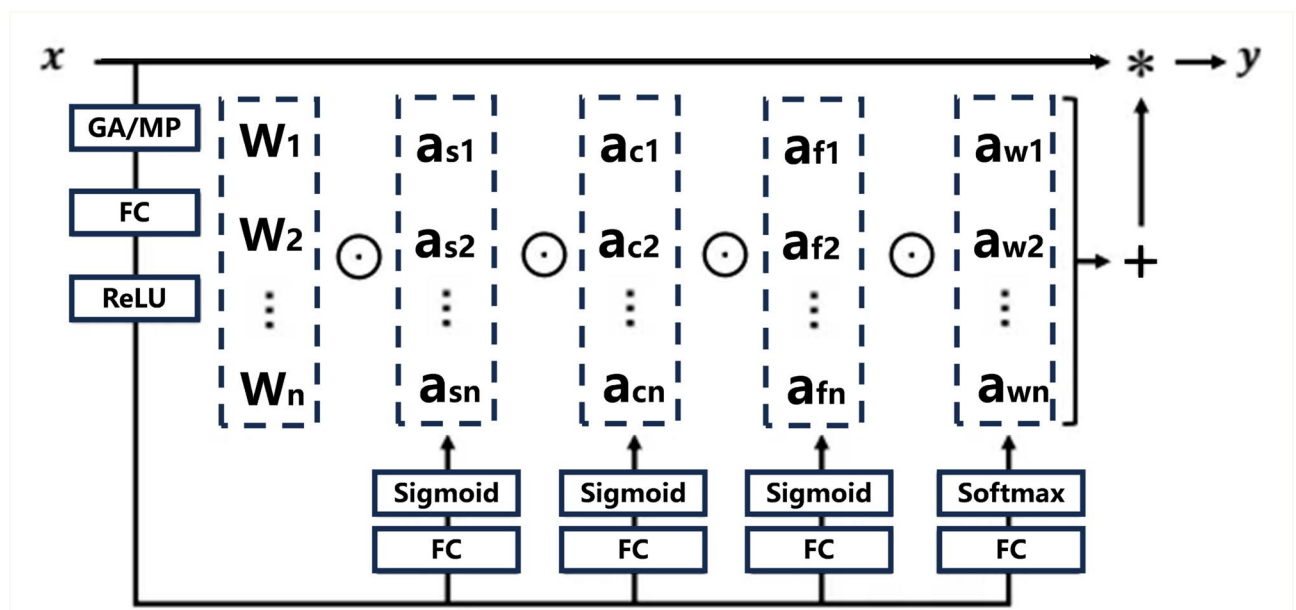 x * y
GA/MP
FC
ReLU
W1 as1 ac1 af1 aw1
W2 ⊙ as2 ⊙ ac2 ⊙ af2 ⊙ aw2 +
⋮ ⋮ ⋮ ⋮ ⋮
Wn asn acn afn awn
Sigmoid Sigmoid Sigmoid Softmax
FC FC FC FC